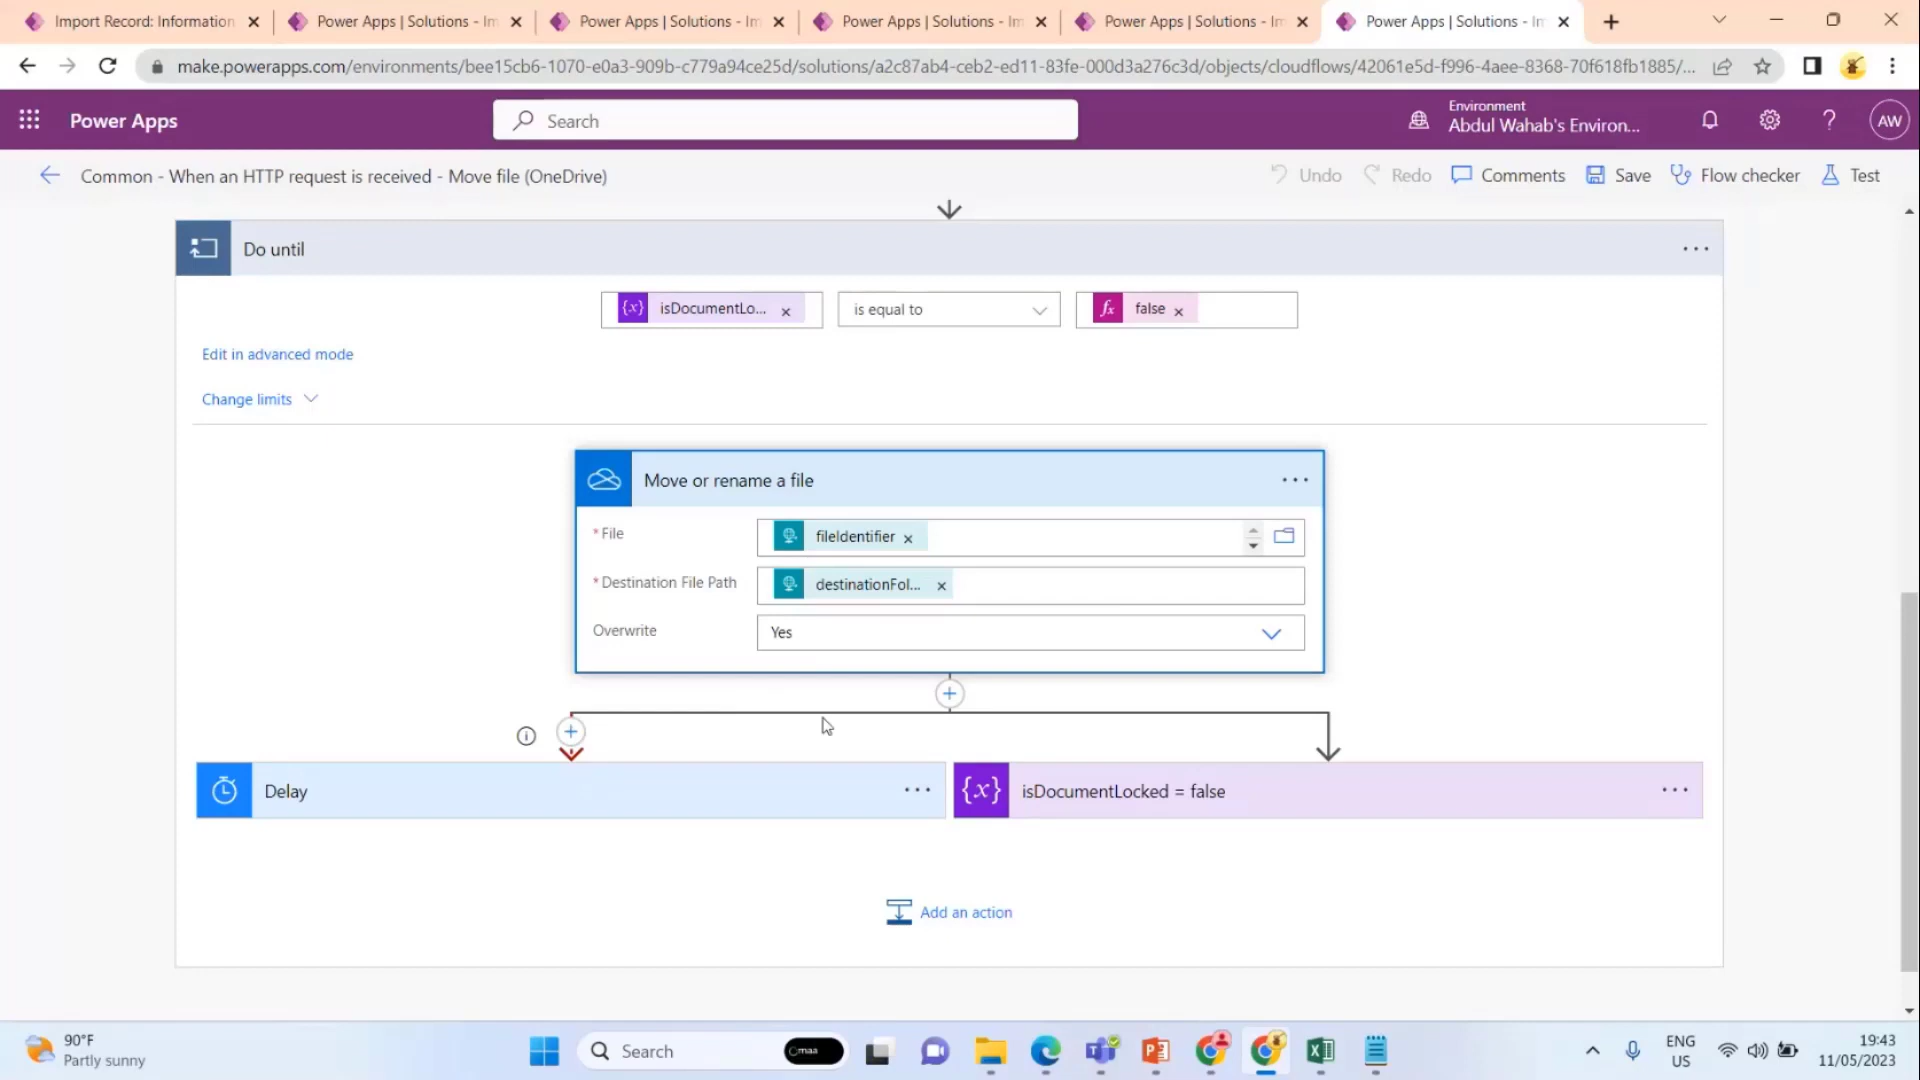 Import Record: Information
Power Apps | Solutions - Im
Power Apps | Solutions - Im
Power Apps | Solutions - Im
Power Apps | Solutions - Im
Power Apps | Solutions - Im
make.powerapps.com/environments/bee15cb6-1070-e0a3-909b-c779a94ce25d/solutions/a2c87ab4-ceb2-ed11-83fe-000d3a276c3d/objects/cloudflows/42061e5d-f996-4aee-8368-70f618fb1885/...
Power Apps
Search
Environment
Abdul Wahab's Environ...
AW
Common - When an HTTP request is received - Move file (OneDrive)
Undo
Redo
Comments
Save
Flow checker
Test
Do until
{x} isDocumentLo... ×
is equal to
fx false ×
Edit in advanced mode
Change limits
Move or rename a file
* File
fileIdentifier ×
* Destination File Path
destinationFol... ×
Overwrite
Yes
Delay
{x} isDocumentLocked = false
Add an action
90°F
Partly sunny
Search
Omaa
ENG
US
19:43
11/05/2023